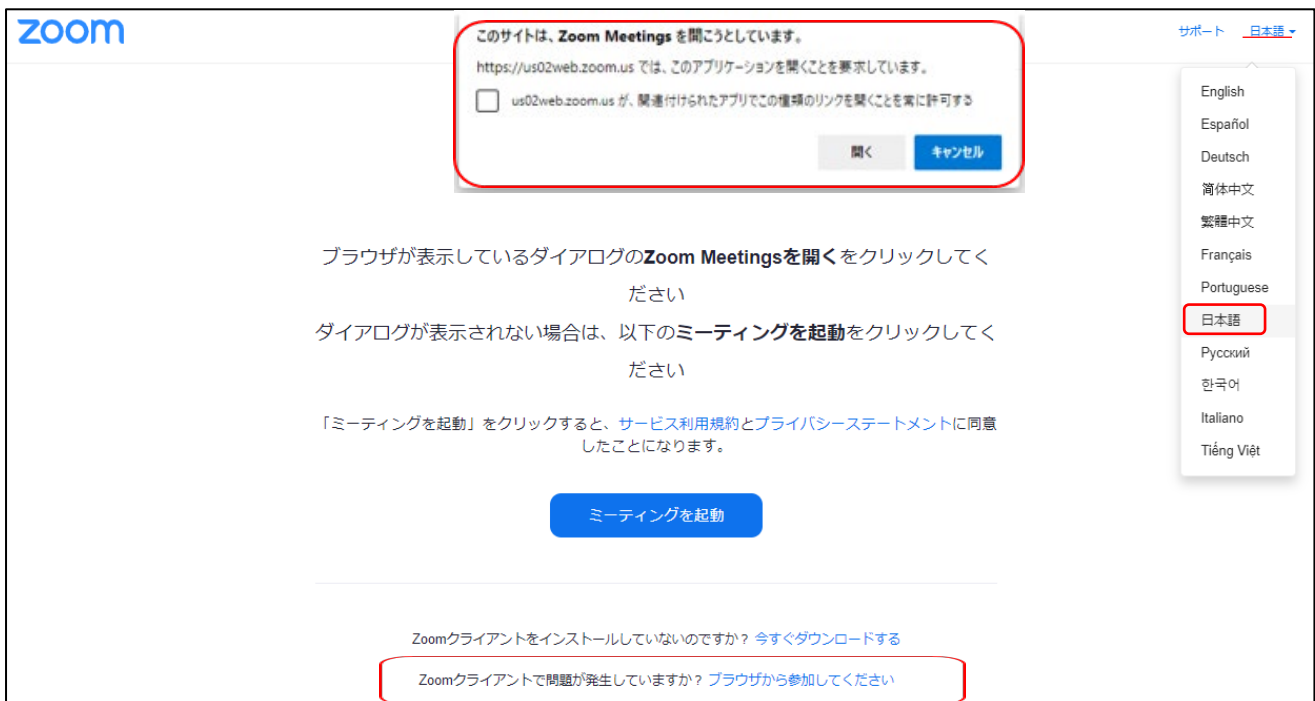 zoom
サポート 日本語
このサイトは、Zoom Meetings を開こうとしています。
https://us02web.zoom.us では、このアプリケーションを開くことを要求しています。
us02web.zoom.us が、関連付けられたアプリでこの種類のリンクを開くことを常に許可する
開く キャンセル
English
Español
Deutsch
简体中文
繁體中文
Français
Portuguese
日本語
Русский
한국어
Italiano
Tiếng Việt
ブラウザが表示しているダイアログのZoom Meetingsを開くをクリックしてく
ださい
ダイアログが表示されない場合は、以下のミーティングを起動をクリックしてく
ださい
「ミーティングを起動」をクリックすると、サービス利用規約とプライバシーステートメントに同意
したことになります。
ミーティングを起動
Zoomクライアントをインストールしていないのですか？ 今すぐダウンロードする
Zoomクライアントで問題が発生していますか？ ブラウザから参加してください